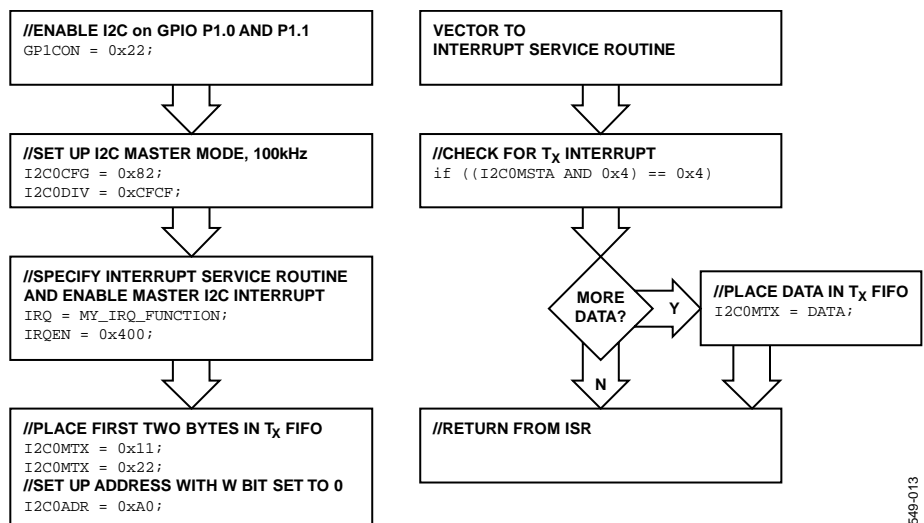 //ENABLE I2C on GPIO P1.0 AND P1.1
GP1CON = 0x22;
//SET UP I2C MASTER MODE, 100kHz
I2C0CFG = 0x82;
I2C0DIV = 0xCFCF;
//SPECIFY INTERRUPT SERVICE ROUTINE
AND ENABLE MASTER I2C INTERRUPT
IRQ = MY_IRQ_FUNCTION;
IRQEN = 0x400;
//PLACE FIRST TWO BYTES IN TX FIFO
I2C0MTX = 0x11;
I2C0MTX = 0x22;
//SET UP ADDRESS WITH W BIT SET TO 0
I2C0ADR = 0xA0;
VECTOR TO
INTERRUPT SERVICE ROUTINE
//CHECK FOR TX INTERRUPT
if ((I2C0MSTA AND 0x4) == 0x4)
MORE
DATA?
Y
//PLACE DATA IN TX FIFO
I2C0MTX = DATA;
N
//RETURN FROM ISR
549-013